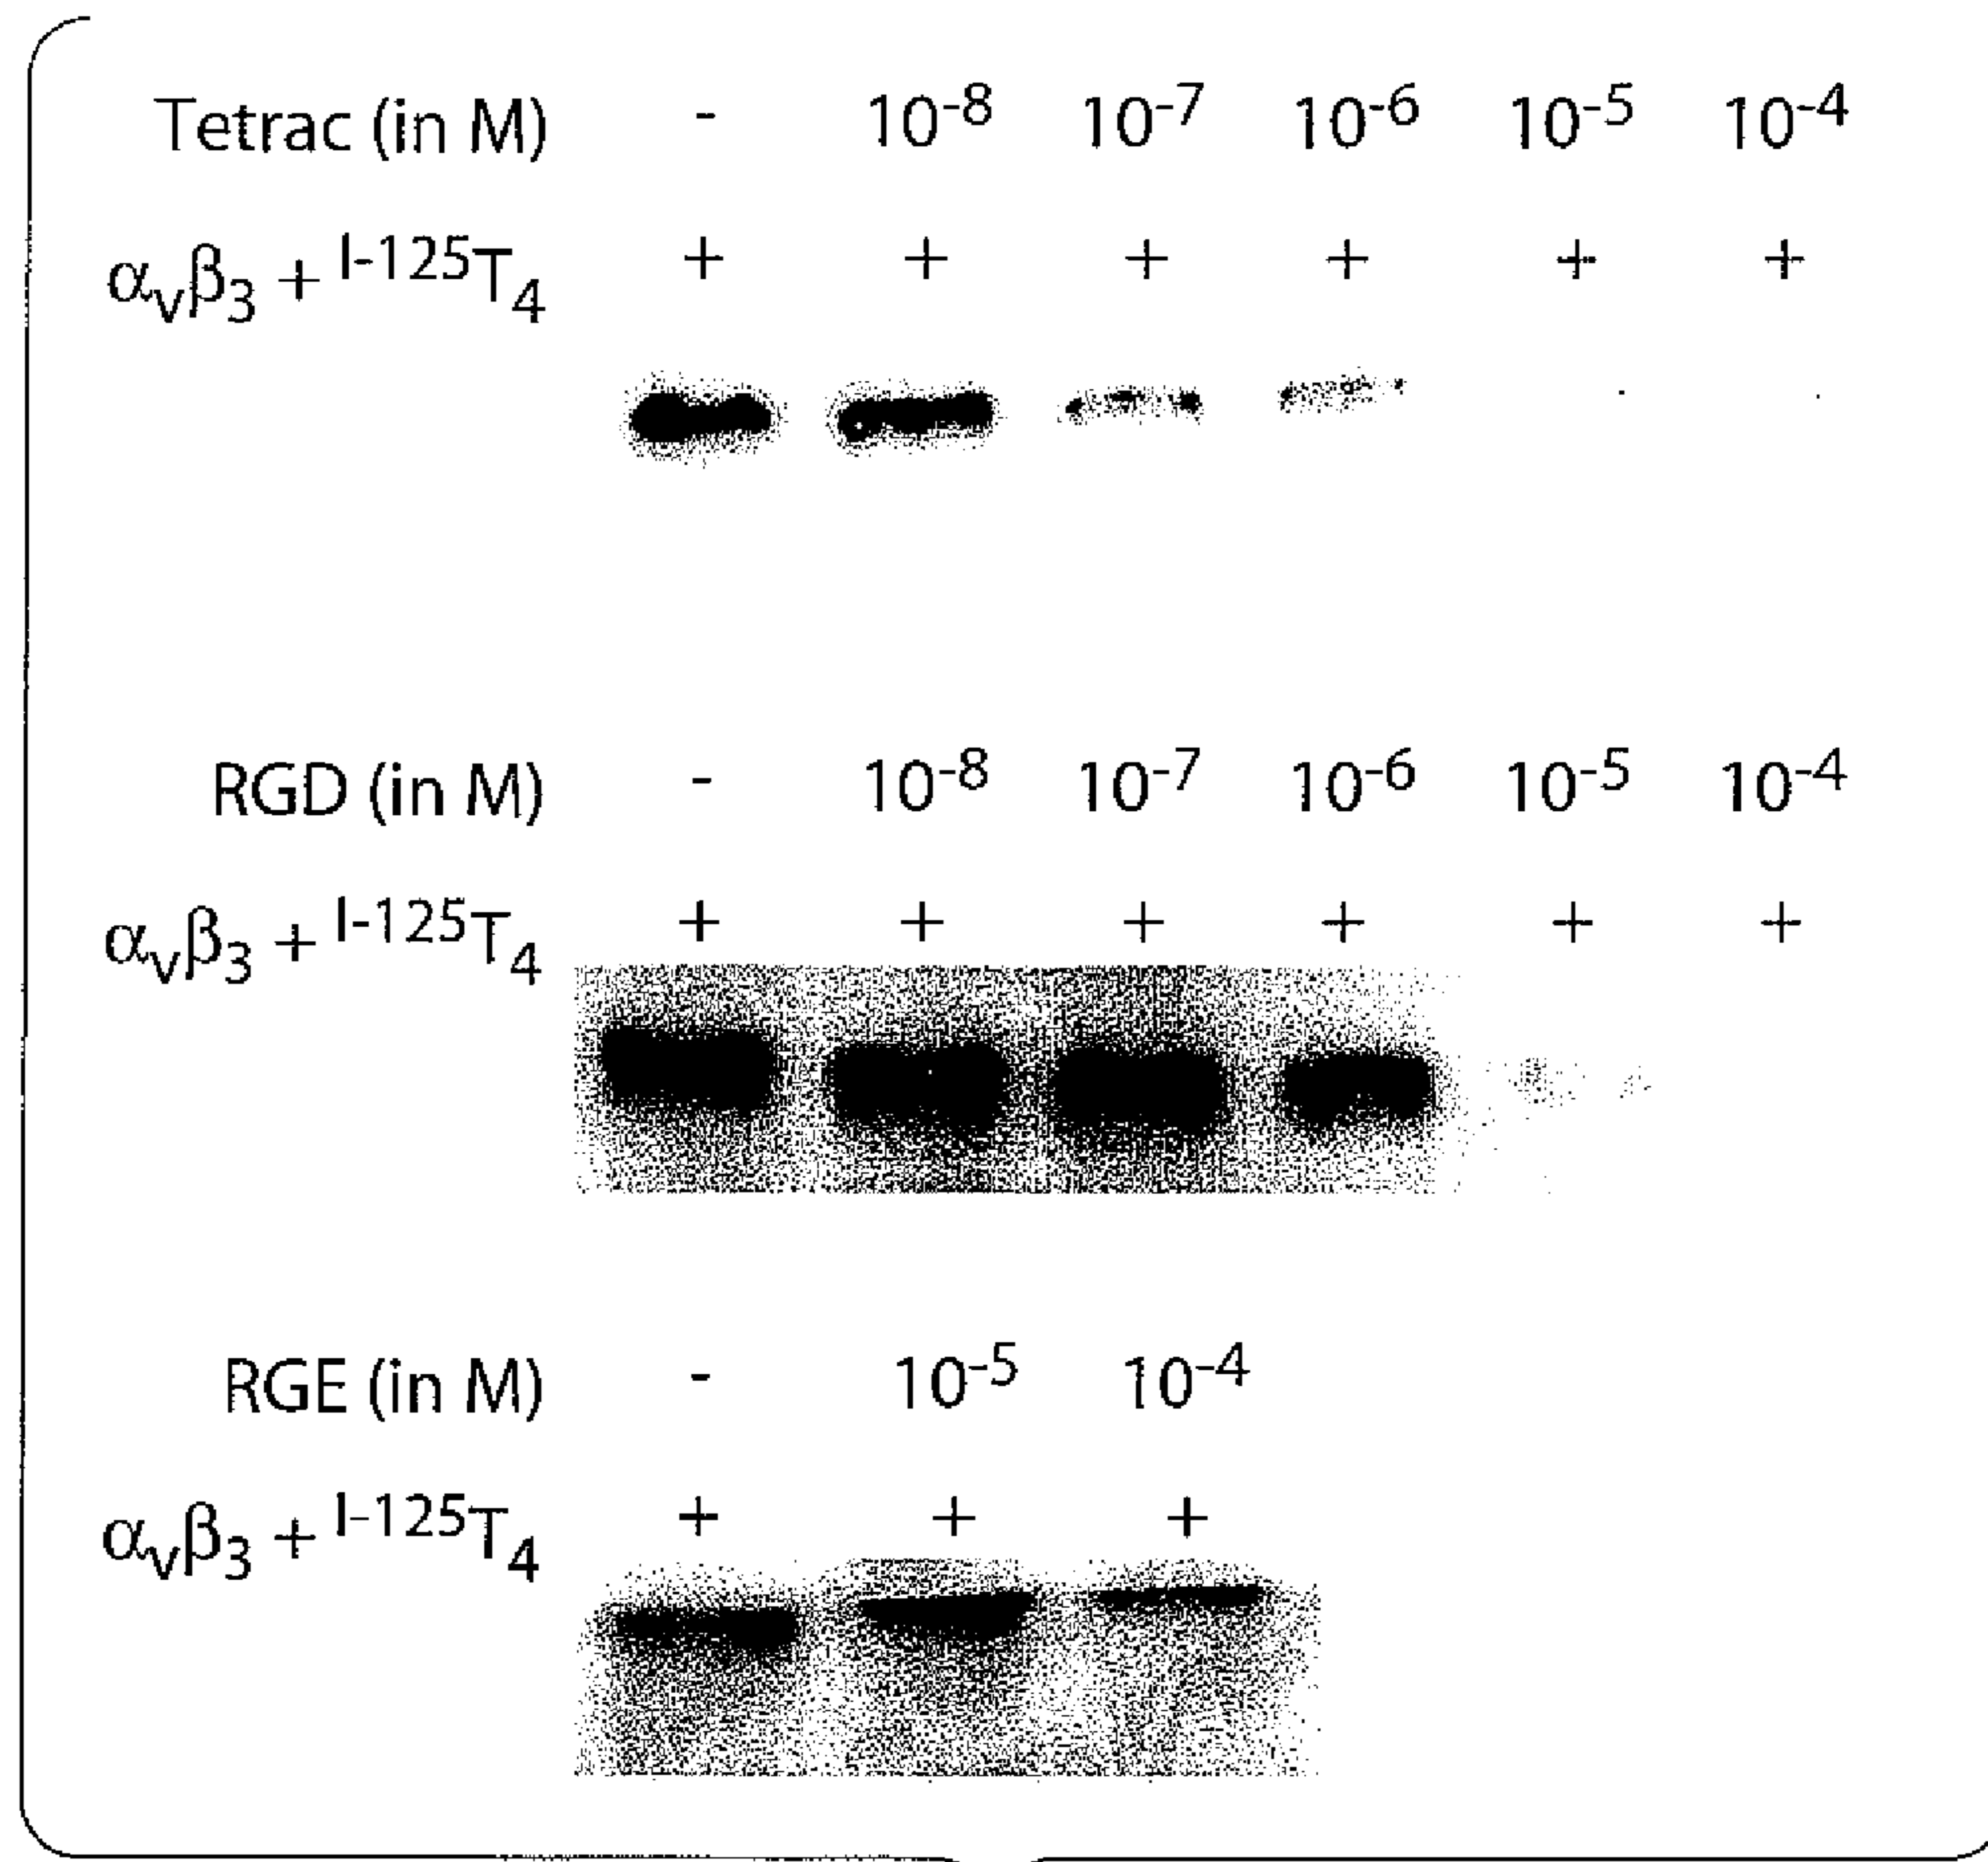 Tetrac (in M) - 10⁻⁸ 10⁻⁷ 10⁻⁶ 10⁻⁵ 10⁻⁴
αᵥβ₃ + ᴵ⁻¹²⁵T₄ + + + + + +
RGD (in M) - 10⁻⁸ 10⁻⁷ 10⁻⁶ 10⁻⁵ 10⁻⁴
αᵥβ₃ + ᴵ⁻¹²⁵T₄ + + + + + +
RGE (in M) - 10⁻⁵ 10⁻⁴
αᵥβ₃ + ᴵ⁻¹²⁵T₄ + + +